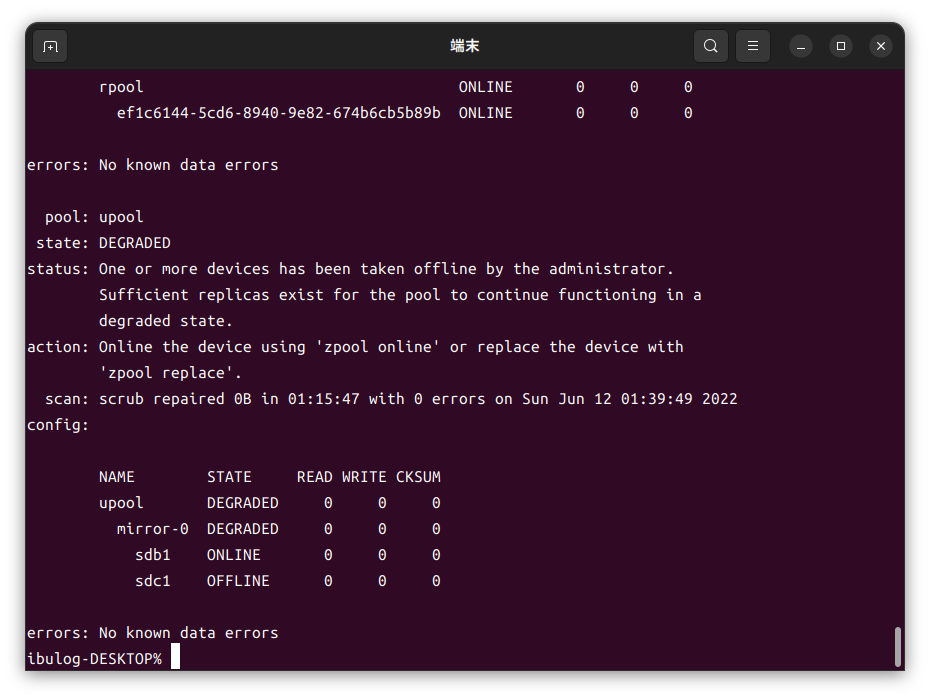 端末
rpool ONLINE 0 0 0
ef1c6144-5cd6-8940-9e82-674b6cb5b89b ONLINE 0 0 0
errors: No known data errors
pool: upool
state: DEGRADED
status: One or more devices has been taken offline by the administrator.
Sufficient replicas exist for the pool to continue functioning in a
degraded state.
action: Online the device using 'zpool online' or replace the device with
'zpool replace'.
scan: scrub repaired 0B in 01:15:47 with 0 errors on Sun Jun 12 01:39:49 2022
config:
NAME STATE READ WRITE CKSUM
upool DEGRADED 0 0 0
mirror-0 DEGRADED 0 0 0
sdb1 ONLINE 0 0 0
sdc1 OFFLINE 0 0 0
errors: No known data errors
ibulog-DESKTOP%